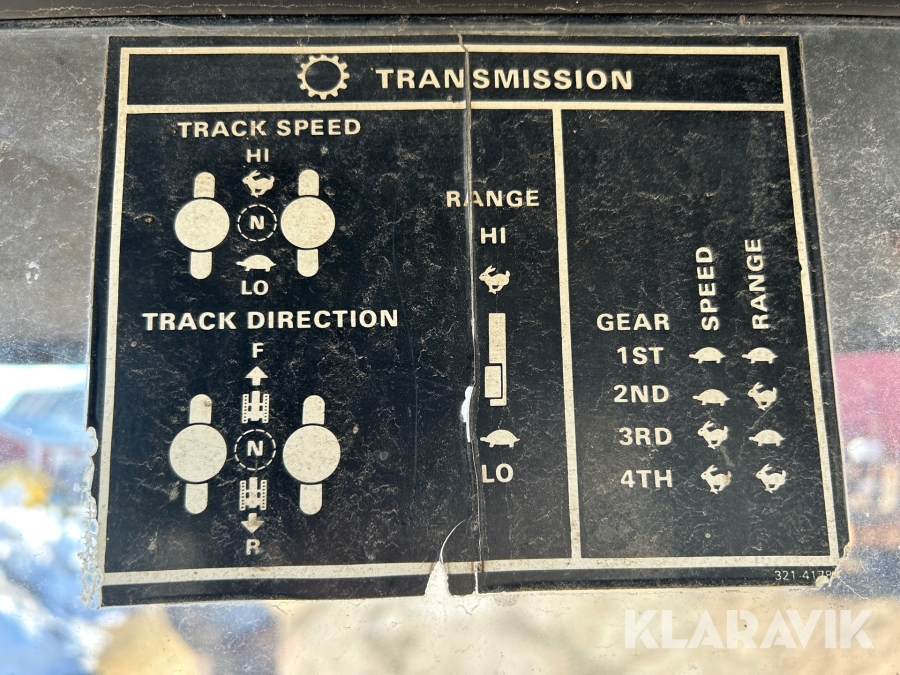 TRANSMISSION
TRACK SPEED
HI
N
LO
TRACK DIRECTION
F
N
R
RANGE
HI
LO
GEAR SPEED RANGE
1ST
2ND
3RD
4TH
KLARAVIK